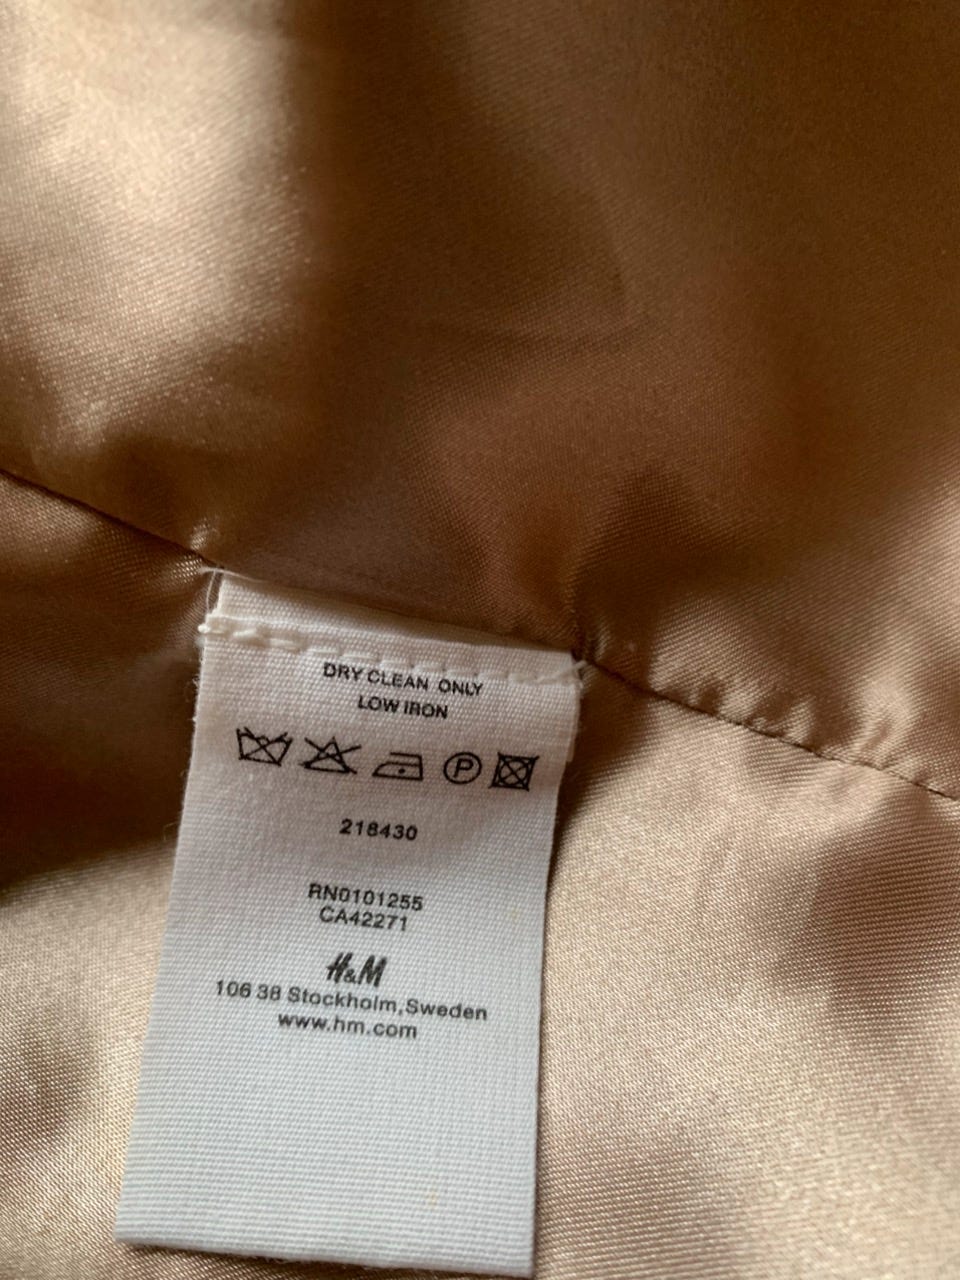 DRY CLEAN ONLY
LOW IRON
P
218430
RN0101255
CA42271
H&M
106 38 Stockholm,Sweden
www.hm.com